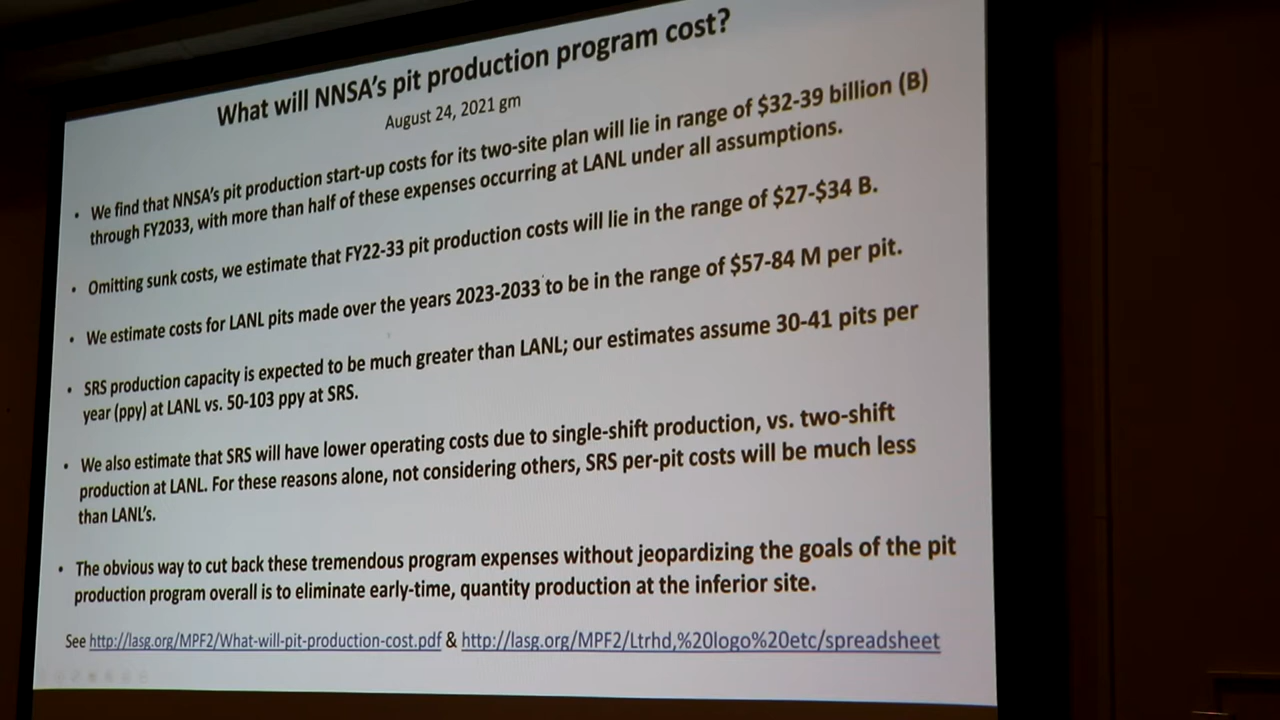 What will NNSA's pit production program cost?
August 24, 2021 gm
• We find that NNSA's pit production start-up costs for its two-site plan will lie in range of $32-39 billion (B)
through FY2033, with more than half of these expenses occurring at LANL under all assumptions.
• Omitting sunk costs, we estimate that FY22-33 pit production costs will lie in the range of $27-$34 B.
• We estimate costs for LANL pits made over the years 2023-2033 to be in the range of $57-84 M per pit.
• SRS production capacity is expected to be much greater than LANL; our estimates assume 30-41 pits per
year (ppy) at LANL vs. 50-103 ppy at SRS.
• We also estimate that SRS will have lower operating costs due to single-shift production, vs. two-shift
production at LANL. For these reasons alone, not considering others, SRS per-pit costs will be much less
than LANL's.
• The obvious way to cut back these tremendous program expenses without jeopardizing the goals of the pit
production program overall is to eliminate early-time, quantity production at the inferior site.
See http://lasg.org/MPF2/What-will-pit-production-cost.pdf & http://lasg.org/MPF2/Ltrhd,%20logo%20etc/spreadsheet